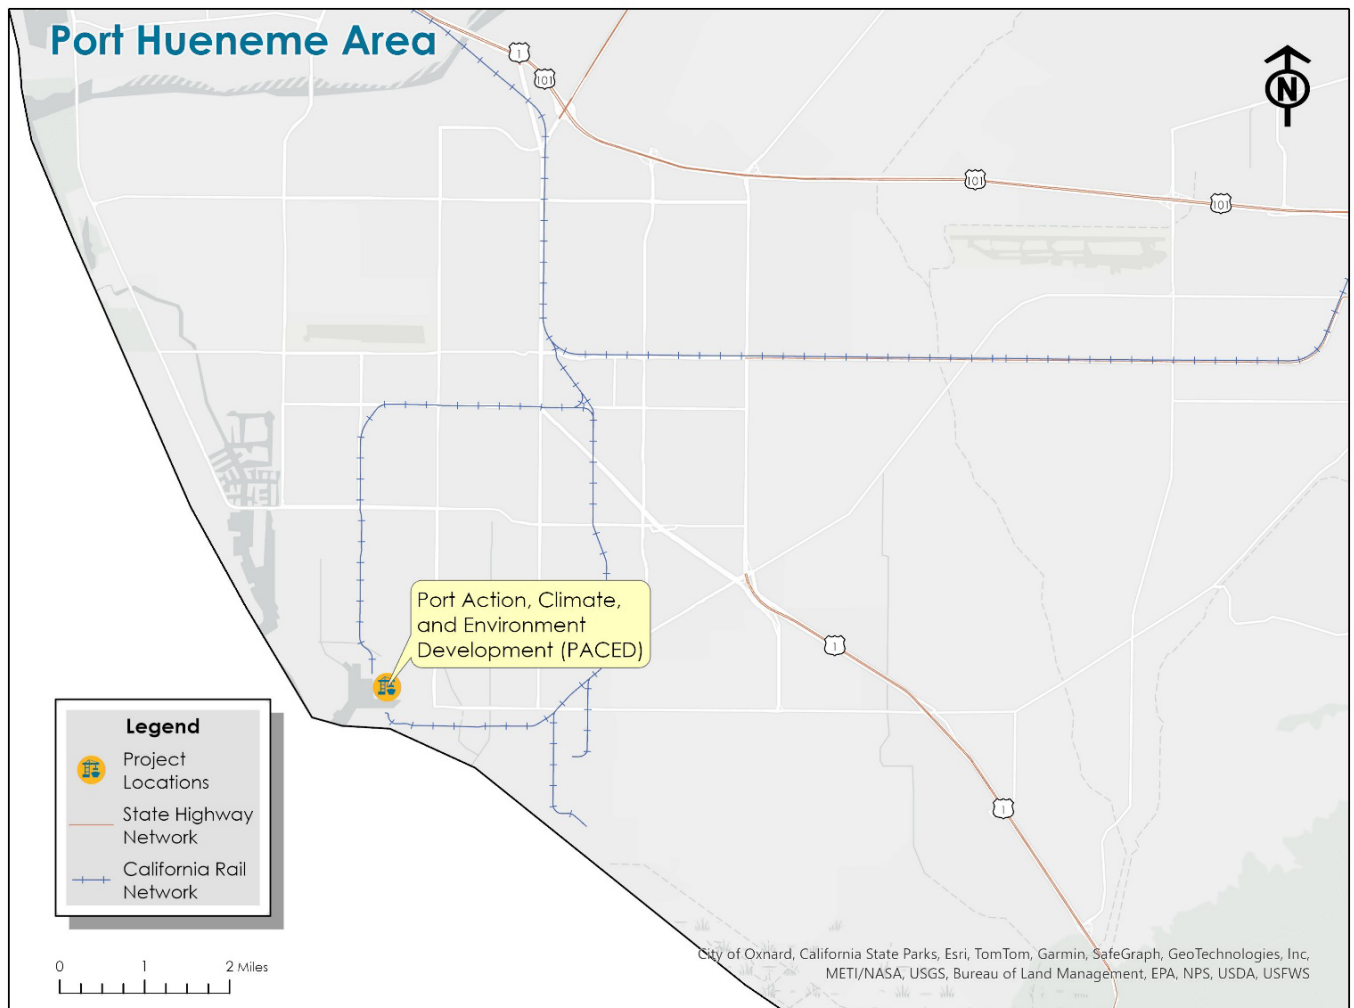 Port Hueneme Area
N
1
101
101
101
Port Action, Climate,
and Environment
Development (PACED)
1
1
Legend
Project
Locations
State Highway
Network
California Rail
Network
0 1 2 Miles
City of Oxnard, California State Parks, Esri, TomTom, Garmin, SafeGraph, GeoTechnologies, Inc,
METI/NASA, USGS, Bureau of Land Management, EPA, NPS, USDA, USFWS